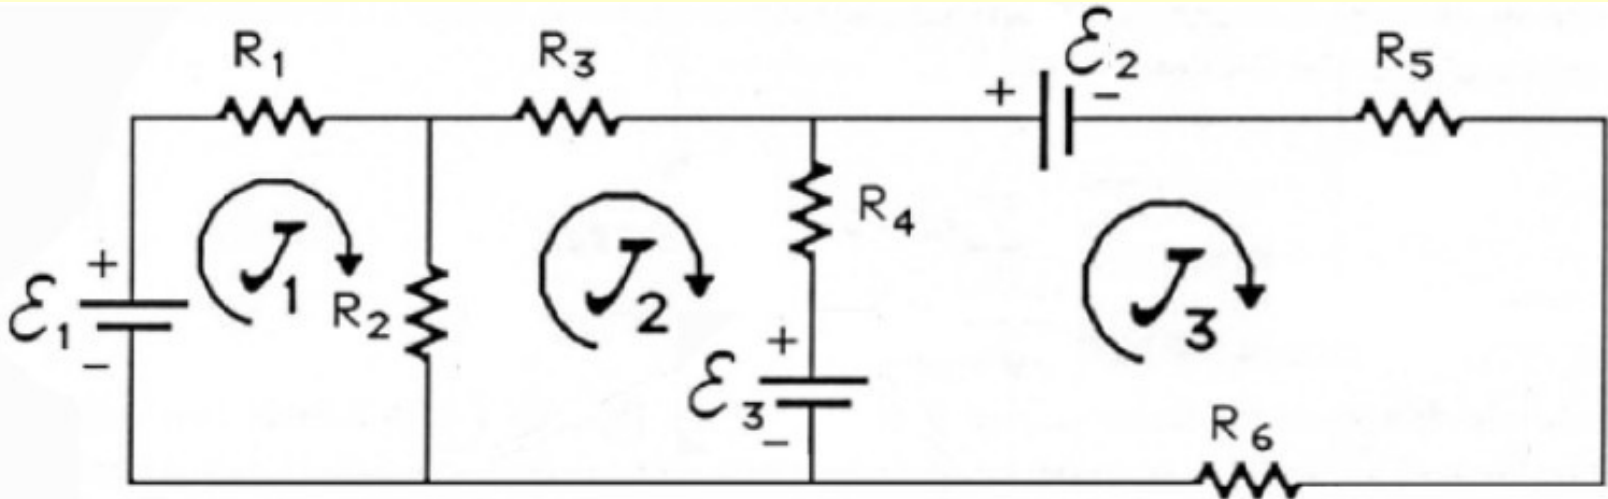 R1
R3
ℰ2
+
-
R5
R4
+
ℰ1
-
J1
R2
J2
J3
+
ℰ3
-
R6